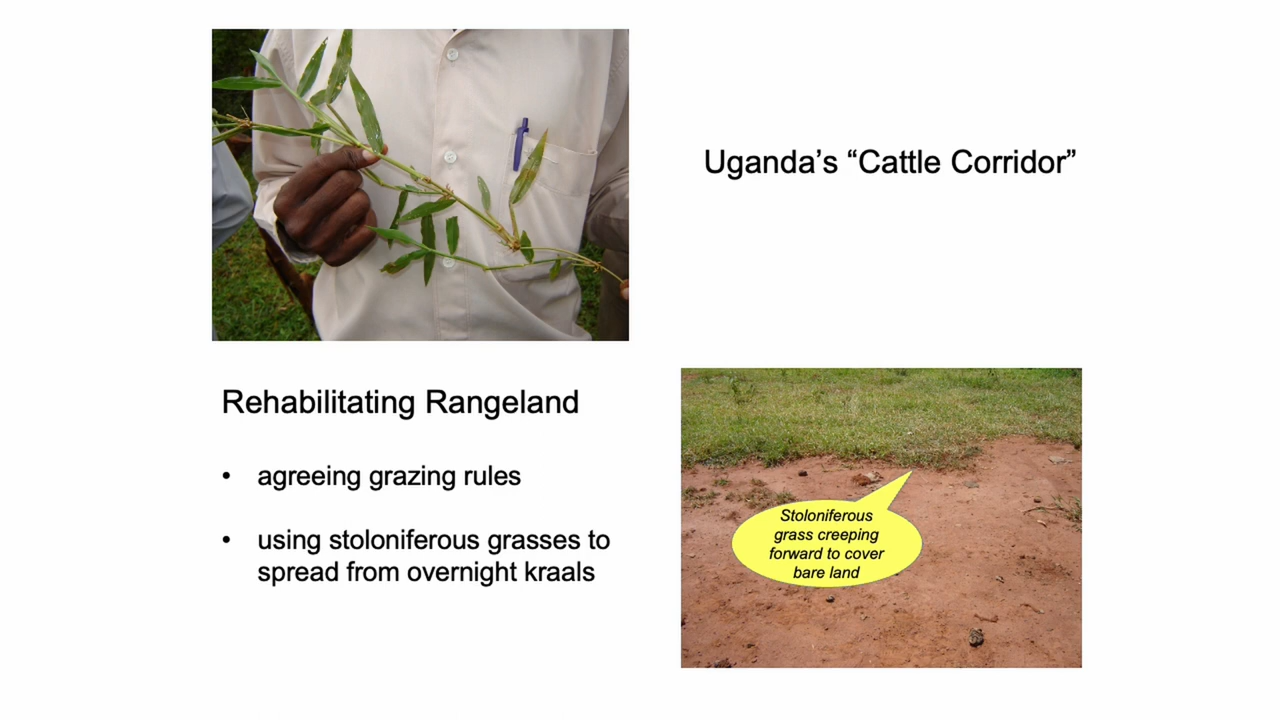 Uganda’s “Cattle Corridor”
Rehabilitating Rangeland
• agreeing grazing rules
• using stoloniferous grasses to
spread from overnight kraals
Stoloniferous
grass creeping
forward to cover
bare land